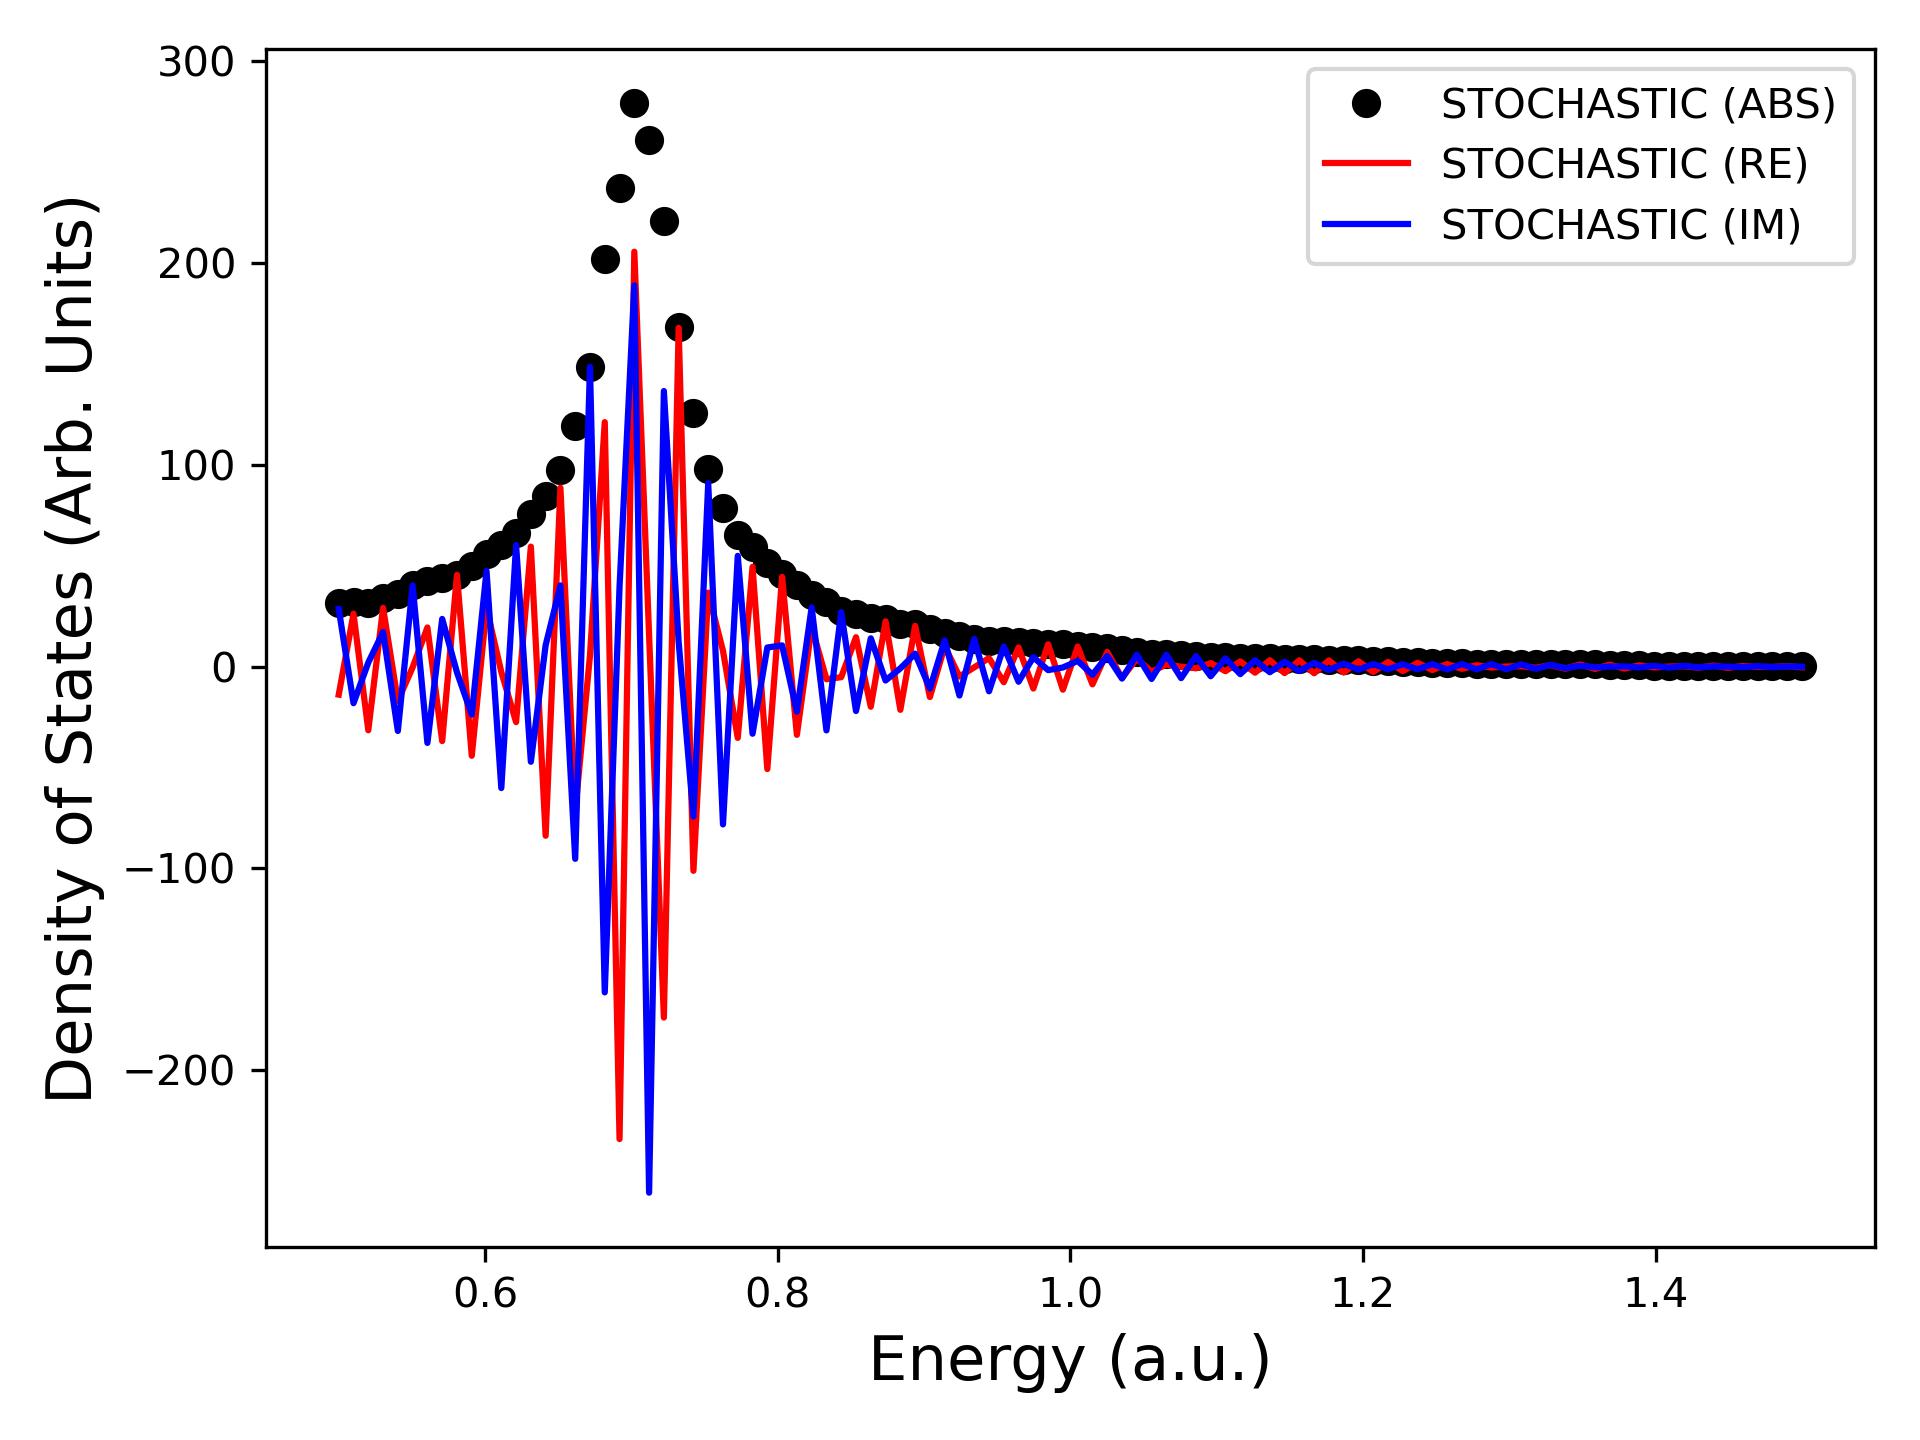 300
200
100
0
−100
−200
Density of States (Arb. Units)
STOCHASTIC (ABS)
STOCHASTIC (RE)
STOCHASTIC (IM)
0.6 0.8 1.0 1.2 1.4
Energy (a.u.)